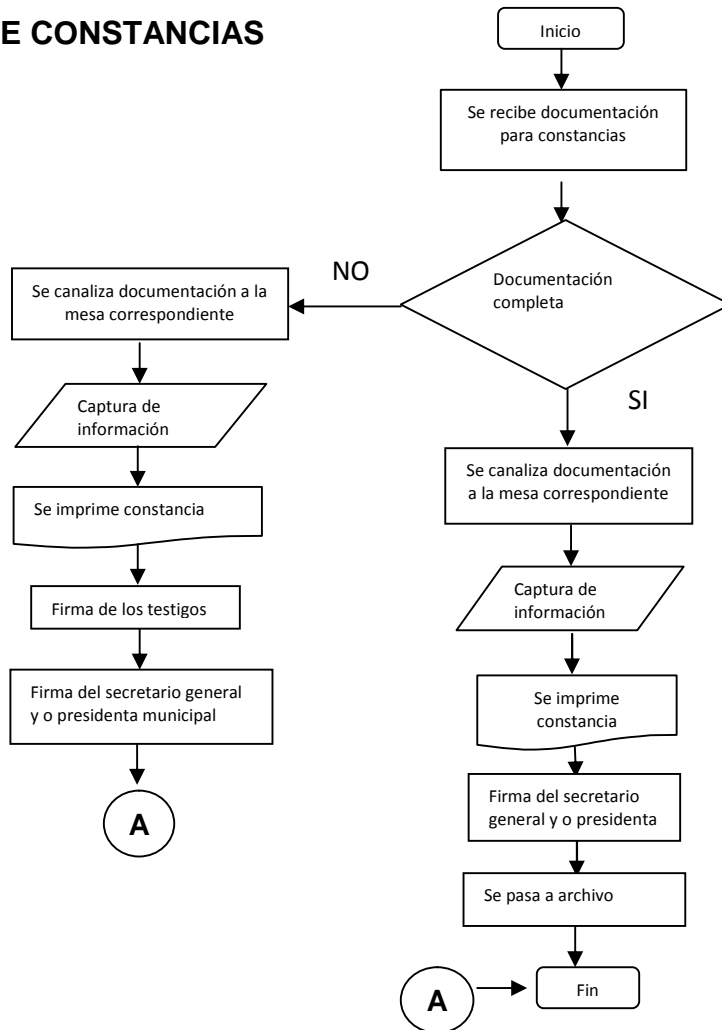 E CONSTANCIAS
Inicio
Se recibe documentación
para constancias
Documentación
completa
NO
Se canaliza documentación a la
mesa correspondiente
Captura de
información
Se imprime constancia
Firma de los testigos
Firma del secretario general
y o presidenta municipal
A
SI
Se canaliza documentación
a la mesa correspondiente
Captura de
información
Se imprime
constancia
Firma del secretario
general y o presidenta
Se pasa a archivo
A
Fin